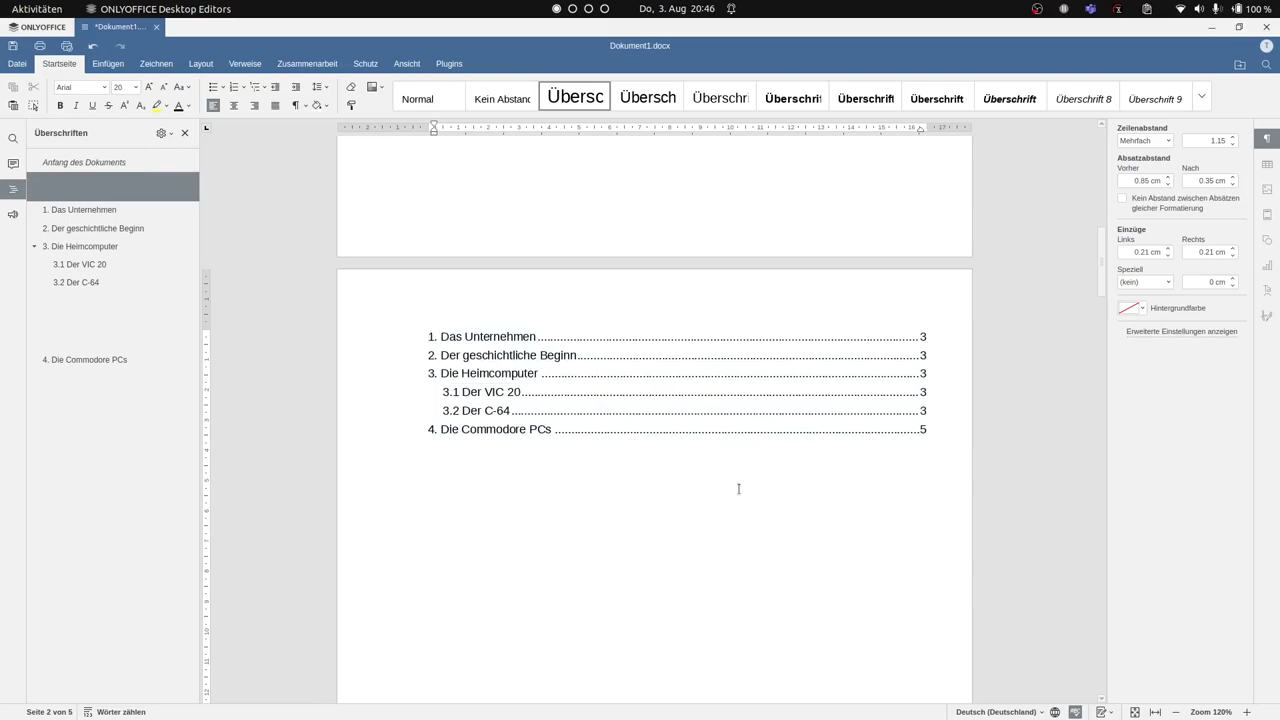 Do, 3. Aug 20:46
100 %
ONLYOFFICE
*Dokument1....
Dokument1.docx
T
Datei Startseite Einfügen Zeichnen Layout Verweise Zusammenarbeit Schutz Ansicht Plugins
Arial 20
Normal
Kein Abstand
Übersc
Übersch
Überschri
Überschrif
Überschrift
Überschrift
Überschrift
Überschrift 8
Überschrift 9
Überschriften
Anfang des Dokuments
1. Das Unternehmen
2. Der geschichtliche Beginn
3. Die Heimcomputer
3.1 Der VIC 20
3.2 Der C-64
4. Die Commodore PCs
1. Das Unternehmen ........ 3
2. Der geschichtliche Beginn ........ 3
3. Die Heimcomputer ........ 3
3.1 Der VIC 20 ........ 3
3.2 Der C-64 ........ 3
4. Die Commodore PCs ........ 5
Zeilenabstand
Mehrfach 1.15
Absatzabstand
Vorher Nach
0.85 cm 0.35 cm
Kein Abstand zwischen Absätzen
gleicher Formatierung
Einzüge
Links Rechts
0.21 cm 0.21 cm
Speziell
(kein) 0 cm
Hintergrundfarbe
Erweiterte Einstellungen anzeigen
Seite 2 von 5 Wörter zählen
Deutsch (Deutschland) Zoom 120%